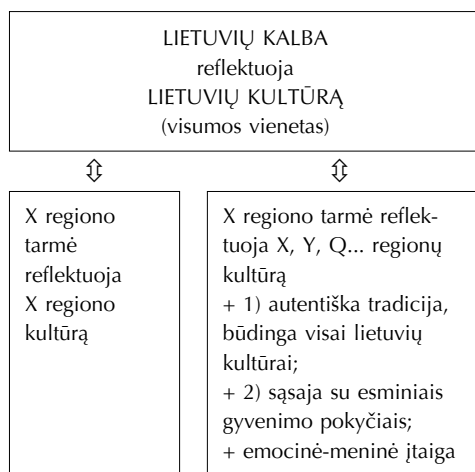 LIETUVIŲ KALBA
reflektuoja
LIETUVIŲ KULTŪRĄ
(visumos vienetas)
X regiono
tarmė
reflektuoja
X regiono
kultūrą
X regiono tarmė reflek-
tuoja X, Y, Q... regionų
kultūrą
+ 1) autentiška tradicija,
būdinga visai lietuvių
kultūrai;
+ 2) sąsaja su esminiais
gyvenimo pokyčiais;
+ emocinė-meninė įtaiga